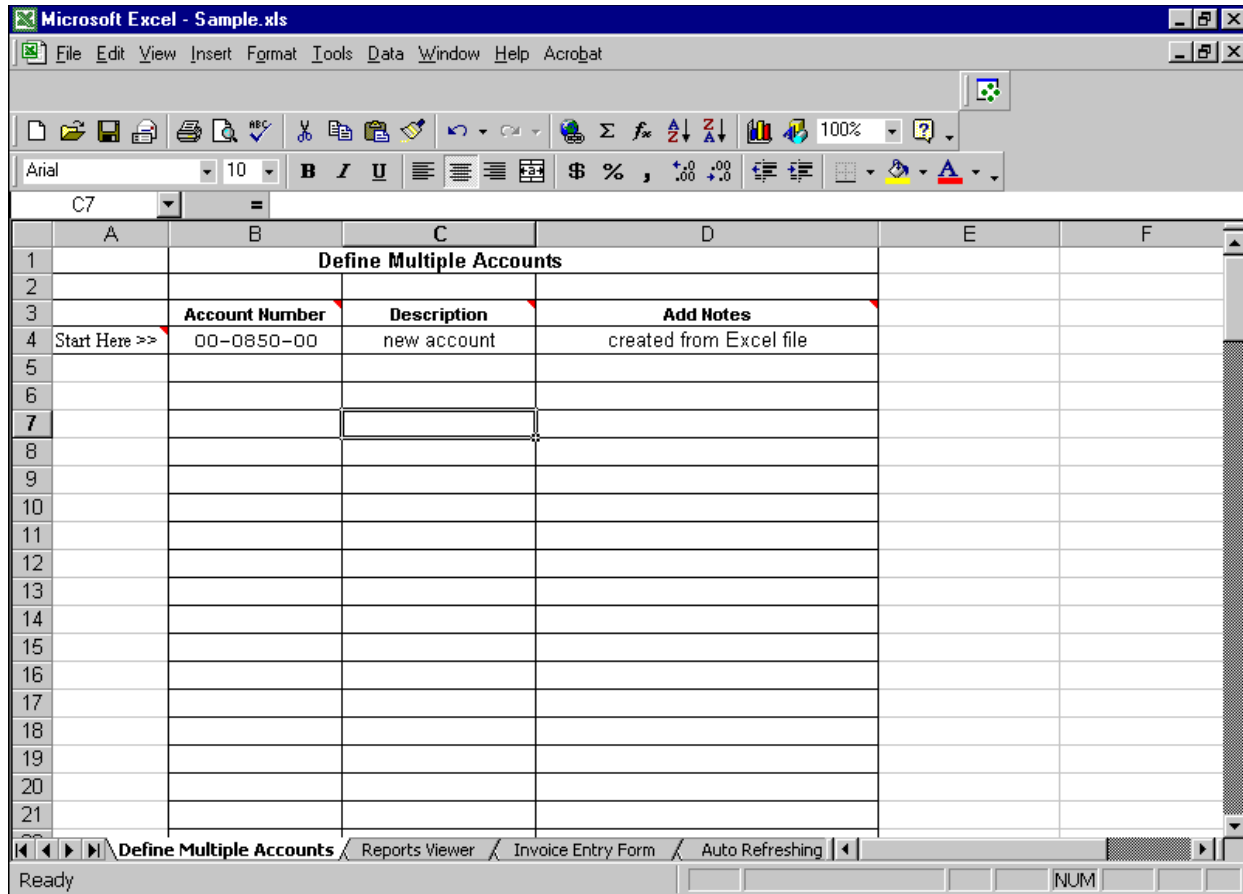 Microsoft Excel - Sample.xls
File Edit View Insert Format Tools Data Window Help Acrobat
100%
Arial 10 B I U $ % ,
C7 =
A B C D E F
1 Define Multiple Accounts
2
3 Account Number Description Add Notes
4 Start Here >> 00-0850-00 new account created from Excel file
5
6
7
8
9
10
11
12
13
14
15
16
17
18
19
20
21
Define Multiple Accounts Reports Viewer Invoice Entry Form Auto Refreshing
Ready NUM